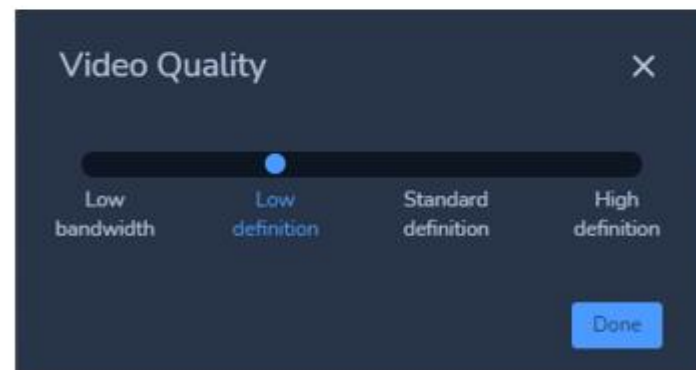 Video Quality
Low bandwidth
Low definition
Standard definition
High definition
Done